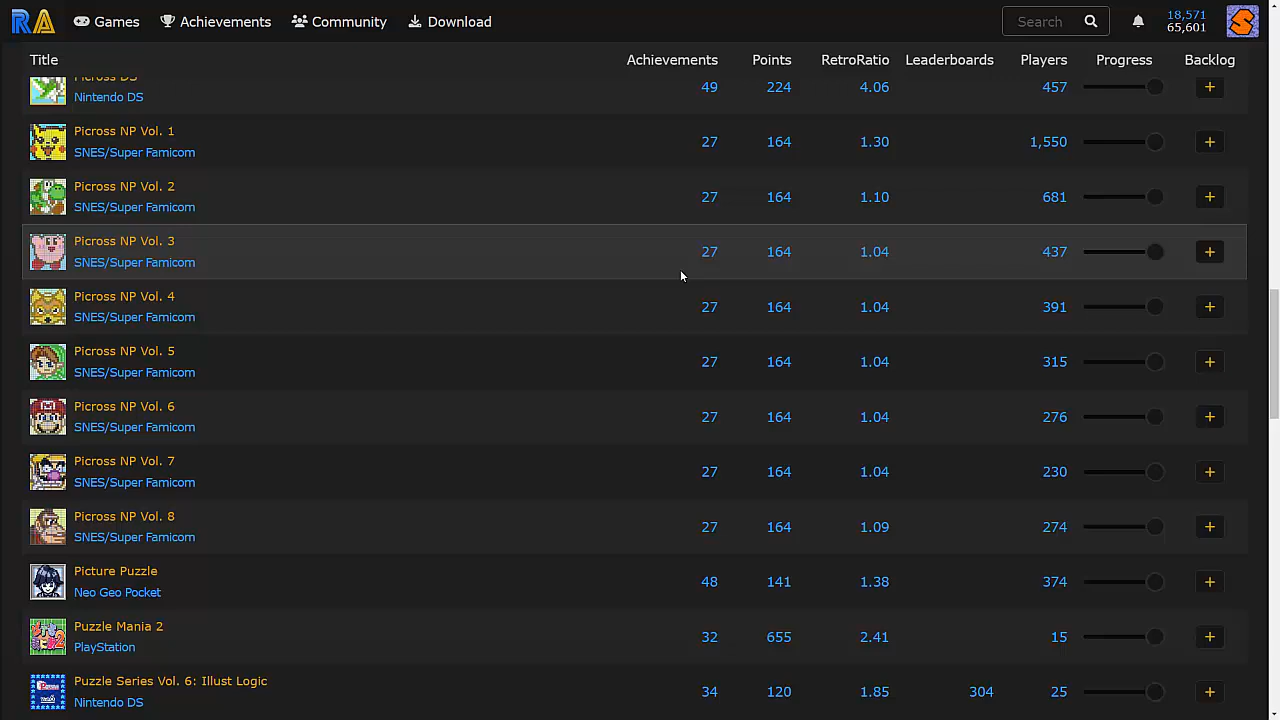 RA Games Achievements Community Download Search 18,571
65,601
Title Achievements Points RetroRatio Leaderboards Players Progress Backlog
Picross DS
Nintendo DS 49 224 4.06 457 +
Picross NP Vol. 1
SNES/Super Famicom 27 164 1.30 1,550 +
Picross NP Vol. 2
SNES/Super Famicom 27 164 1.10 681 +
Picross NP Vol. 3
SNES/Super Famicom 27 164 1.04 437 +
Picross NP Vol. 4
SNES/Super Famicom 27 164 1.04 391 +
Picross NP Vol. 5
SNES/Super Famicom 27 164 1.04 315 +
Picross NP Vol. 6
SNES/Super Famicom 27 164 1.04 276 +
Picross NP Vol. 7
SNES/Super Famicom 27 164 1.04 230 +
Picross NP Vol. 8
SNES/Super Famicom 27 164 1.09 274 +
Picture Puzzle
Neo Geo Pocket 48 141 1.38 374 +
Puzzle Mania 2
PlayStation 32 655 2.41 15 +
Puzzle Series Vol. 6: Illust Logic
Nintendo DS 34 120 1.85 304 25 +